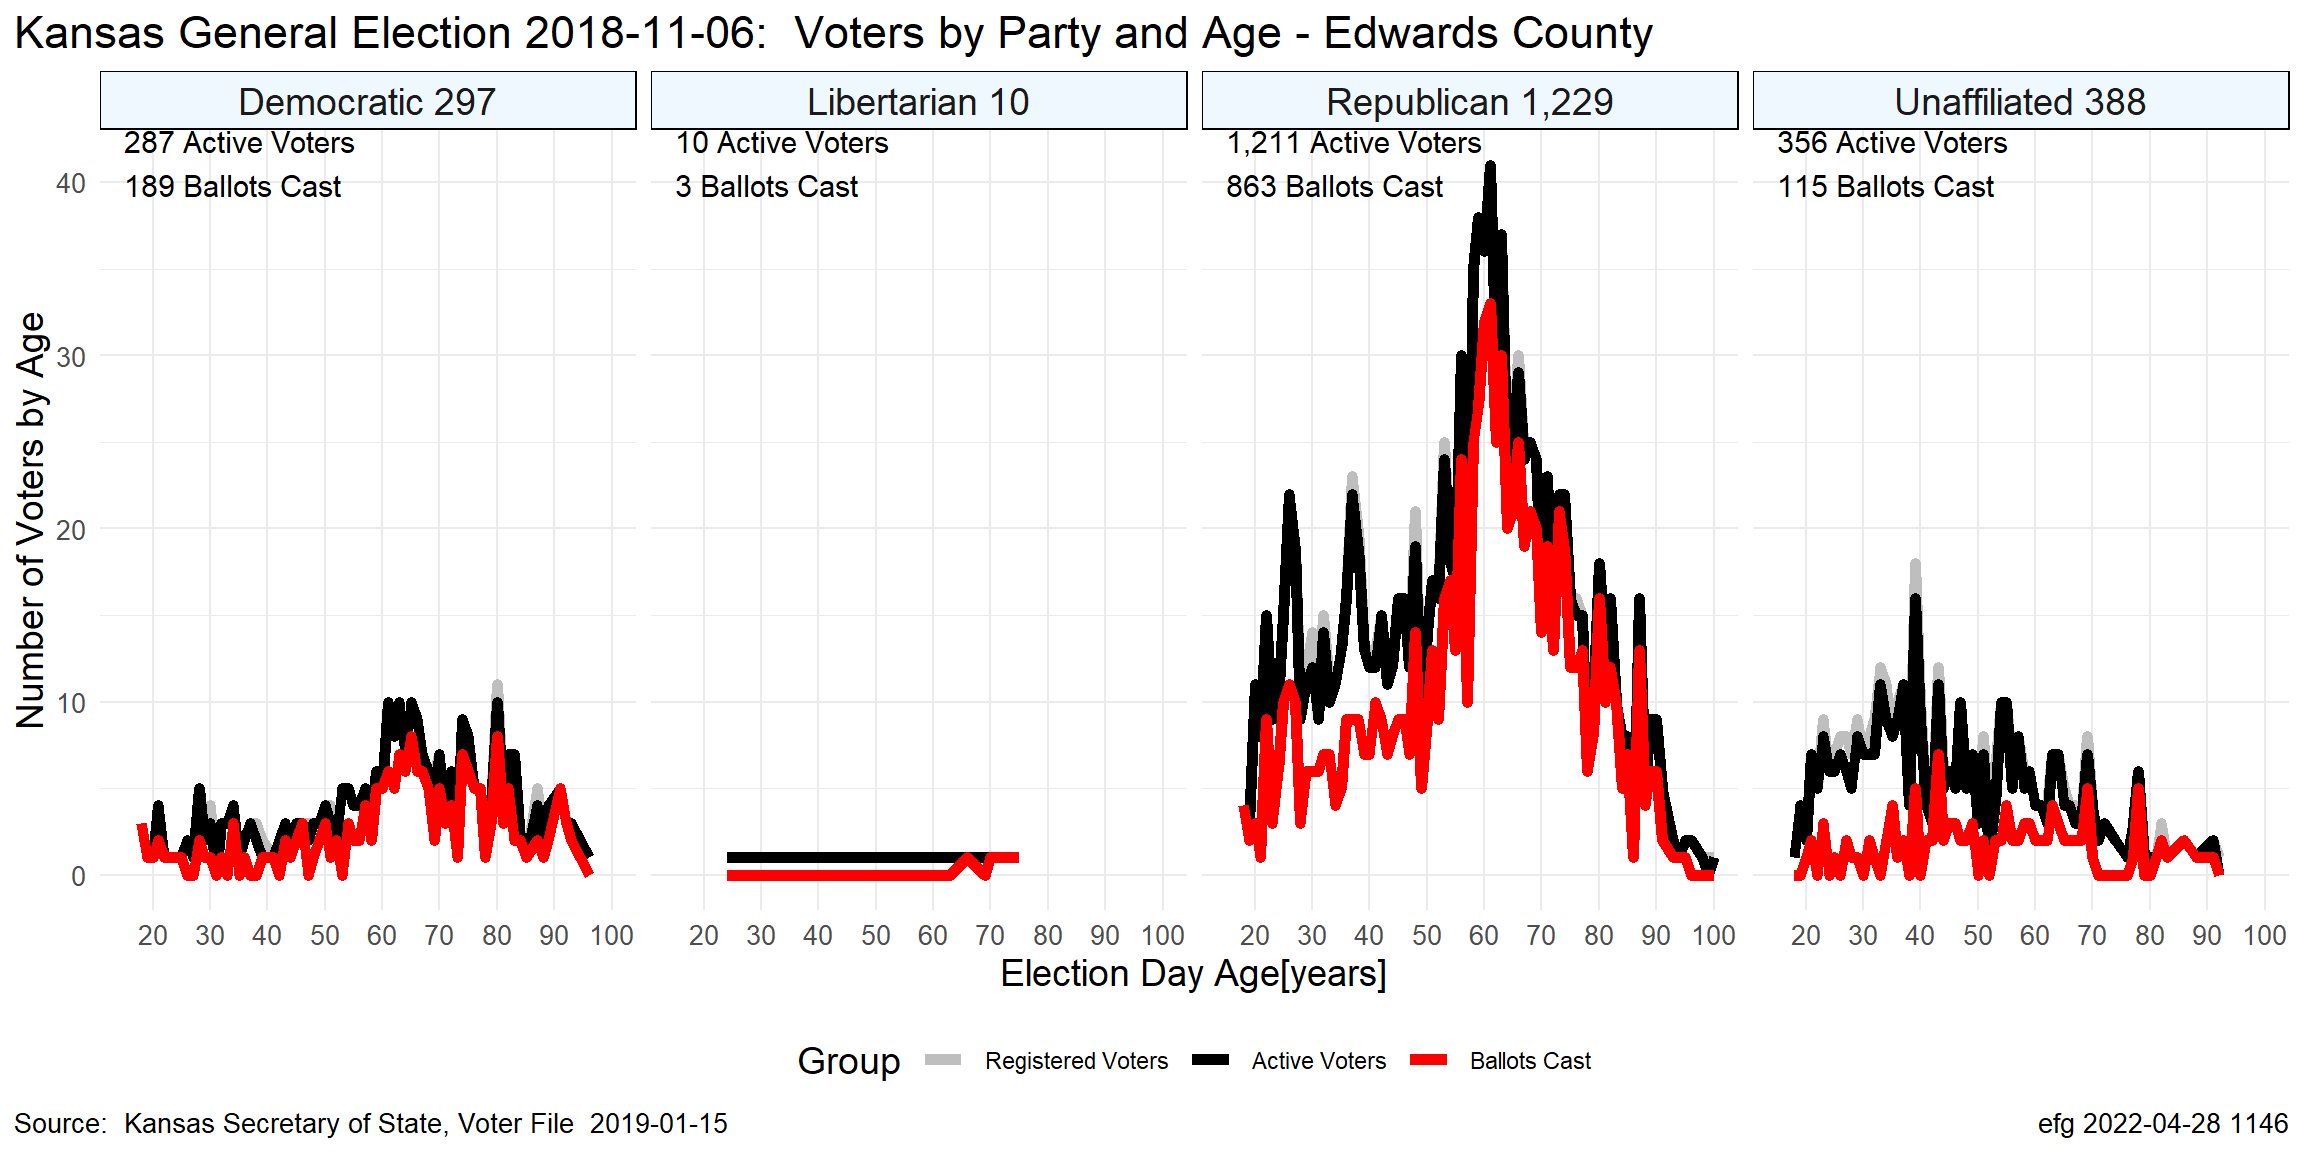 Kansas General Election 2018-11-06:  Voters by Party and Age - Edwards County
Democratic 297
Libertarian 10
Republican 1,229
Unaffiliated 388
287 Active Voters
189 Ballots Cast
10 Active Voters
3 Ballots Cast
1,211 Active Voters
863 Ballots Cast
356 Active Voters
115 Ballots Cast
Number of Voters by Age
40
30
20
10
0
20 30 40 50 60 70 80 90 100
20 30 40 50 60 70 80 90 100
20 30 40 50 60 70 80 90 100
20 30 40 50 60 70 80 90 100
Election Day Age[years]
Group Registered Voters Active Voters Ballots Cast
Source:  Kansas Secretary of State, Voter File  2019-01-15
efg 2022-04-28 1146